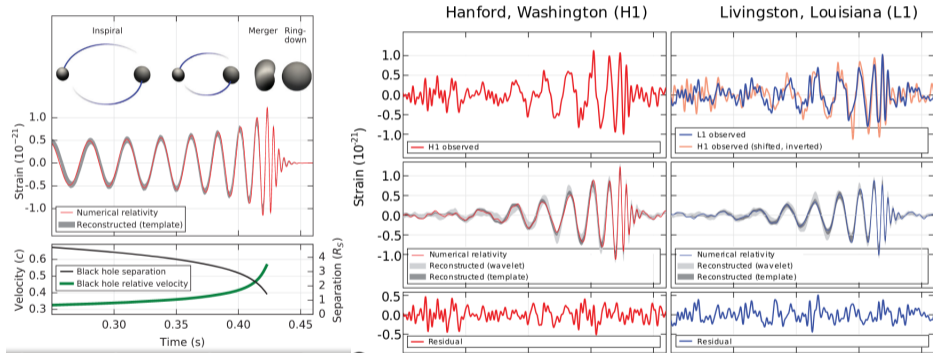 Hanford, Washington (H1)
Livingston, Louisiana (L1)
Inspiral
Merger
Ring-
down
Strain (10⁻²¹)
1.0
0.5
0.0
-0.5
-1.0
Numerical relativity
Reconstructed (template)
Velocity (c)
0.6
0.5
0.4
0.3
Black hole separation
Black hole relative velocity
4
3
2
1
0
Separation (R_S)
0.30
0.35
0.40
0.45
Time (s)
Strain (10⁻²¹)
1.0
0.5
0.0
-0.5
-1.0
H1 observed
L1 observed
H1 observed (shifted, inverted)
1.0
0.5
0.0
-0.5
-1.0
Numerical relativity
Reconstructed (wavelet)
Reconstructed (template)
Numerical relativity
Reconstructed (wavelet)
Reconstructed (template)
0.5
0.0
-0.5
Residual
Residual